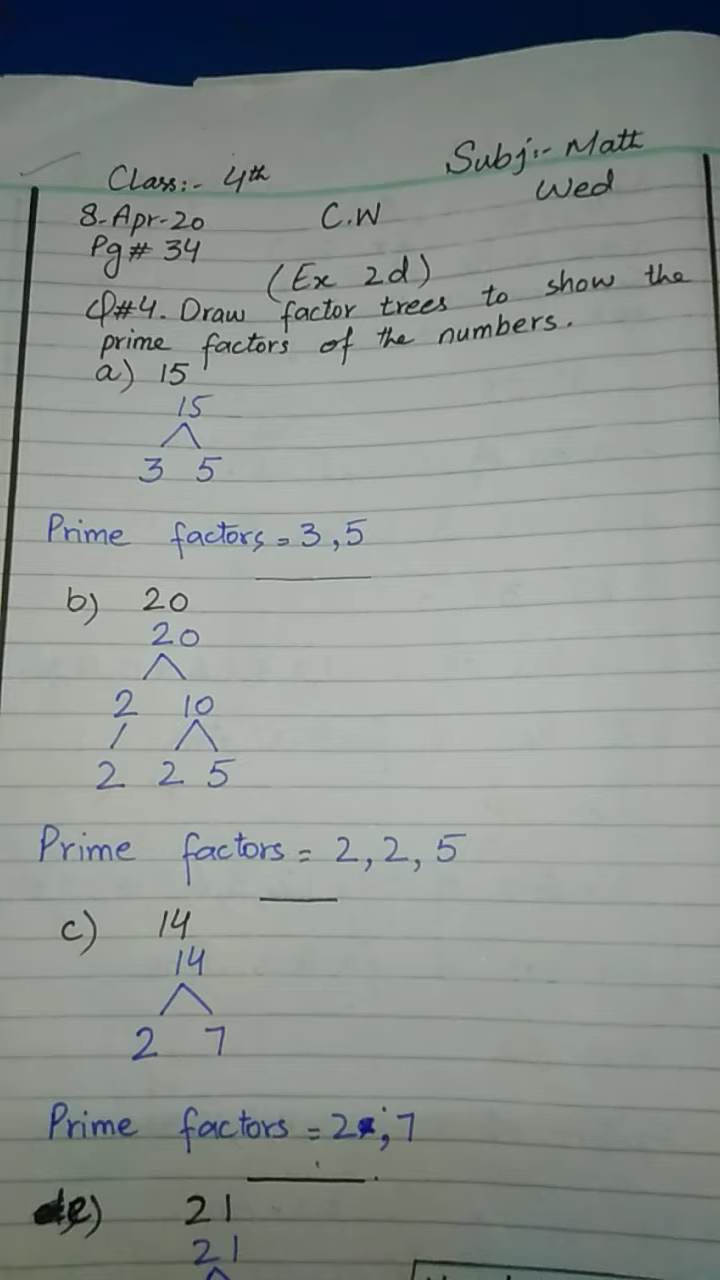 Class:- 4th
Subj:- Math
8-Apr-20
C.W
Wed
Pg# 34
(Ex 2d)
Q#4. Draw factor trees to show the
prime factors of the numbers.
a) 15
15
3 5
Prime factors = 3,5
b) 20
20
2 10
2 2 5
Prime factors = 2, 2, 5
c) 14
14
2 7
Prime factors = 2, 7
e) 21
21